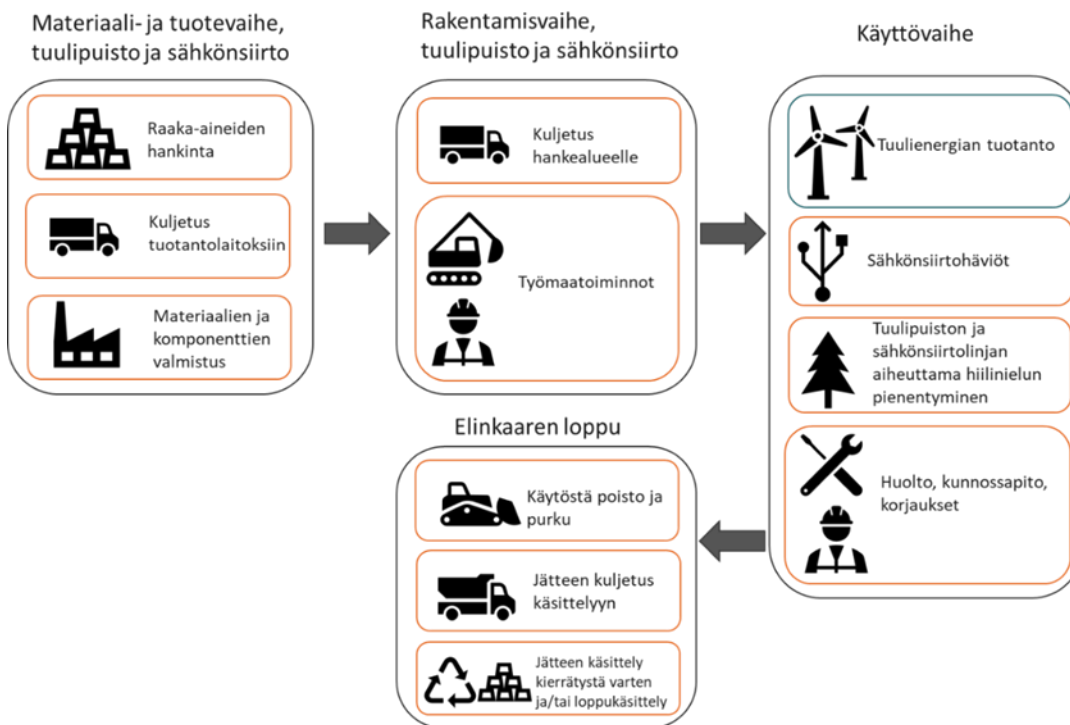 Materiaali- ja tuotevaihe,
tuulipuisto ja sähkönsiirto
Raaka-aineiden
hankinta
Kuljetus
tuotantolaitoksiin
Materiaalien ja
komponenttien
valmistus
Rakentamisvaihe,
tuulipuisto ja sähkönsiirto
Kuljetus
hankealueelle
Työmaatoiminnot
Käyttövaihe
Tuulienergian tuotanto
Sähkönsiirtohäviöt
Tuulipuiston ja
sähkönsiirtolinjan
aiheuttama hiilinielun
pienentyminen
Huolto, kunnossapito,
korjaukset
Elinkaaren loppu
Käytöstä poisto ja
purku
Jätteen kuljetus
käsittelyyn
Jätteen käsittely
kierrätystä varten
ja/tai loppukäsittely